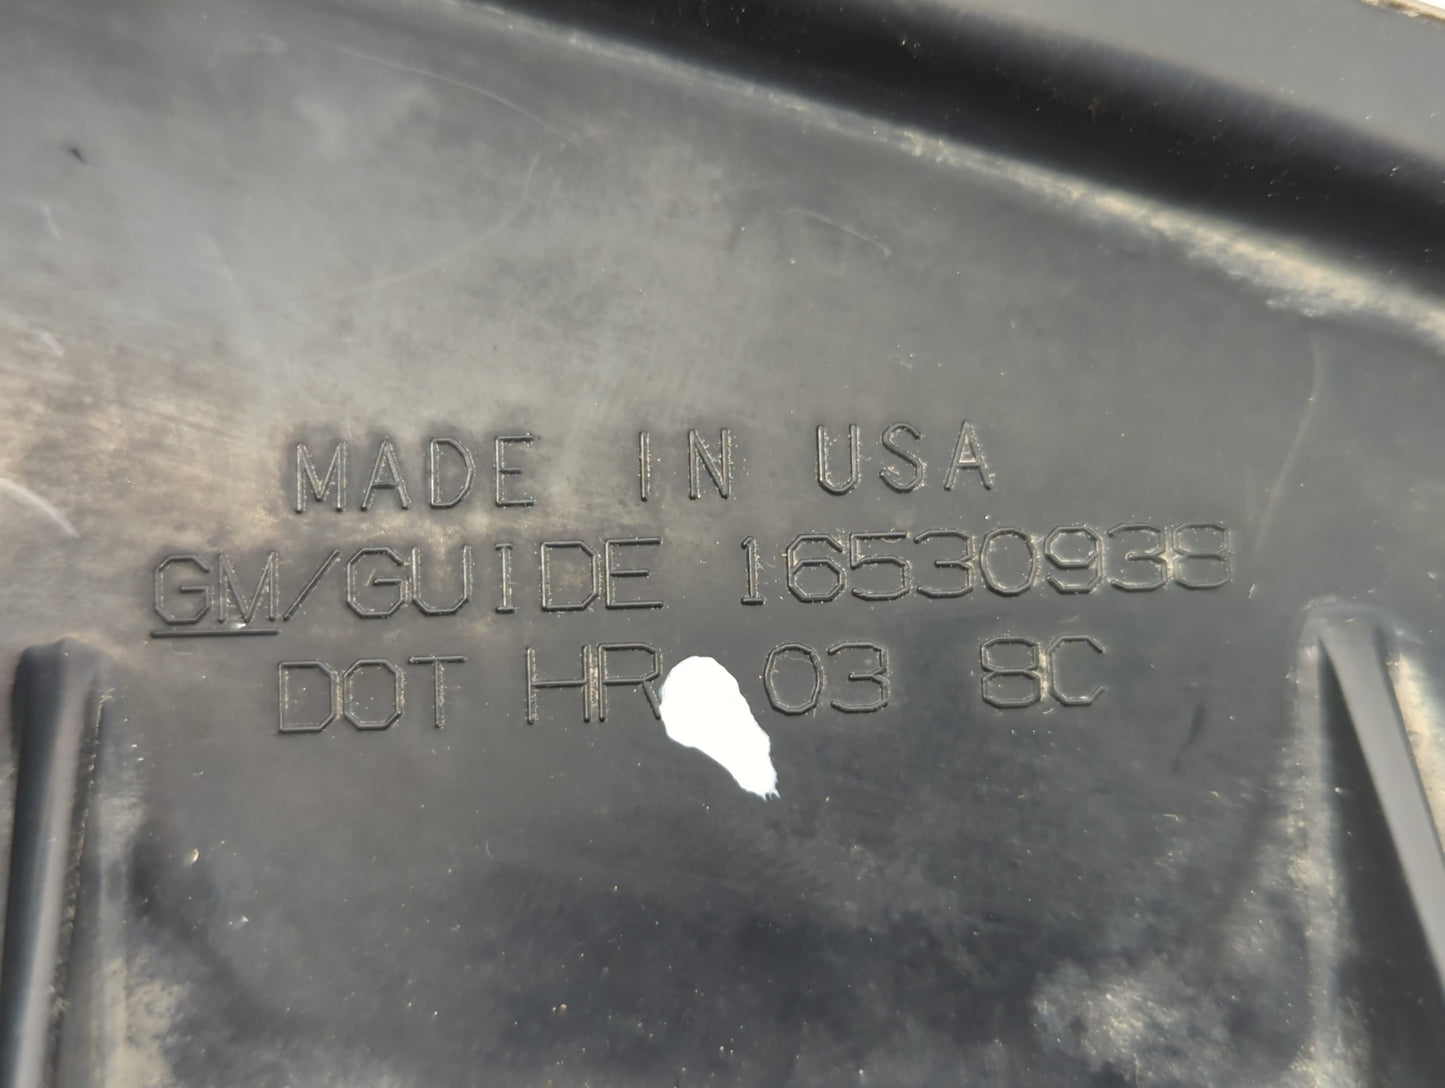 MADE IN USA
GM/GUIDE 16530938
DOT HR 03 8C